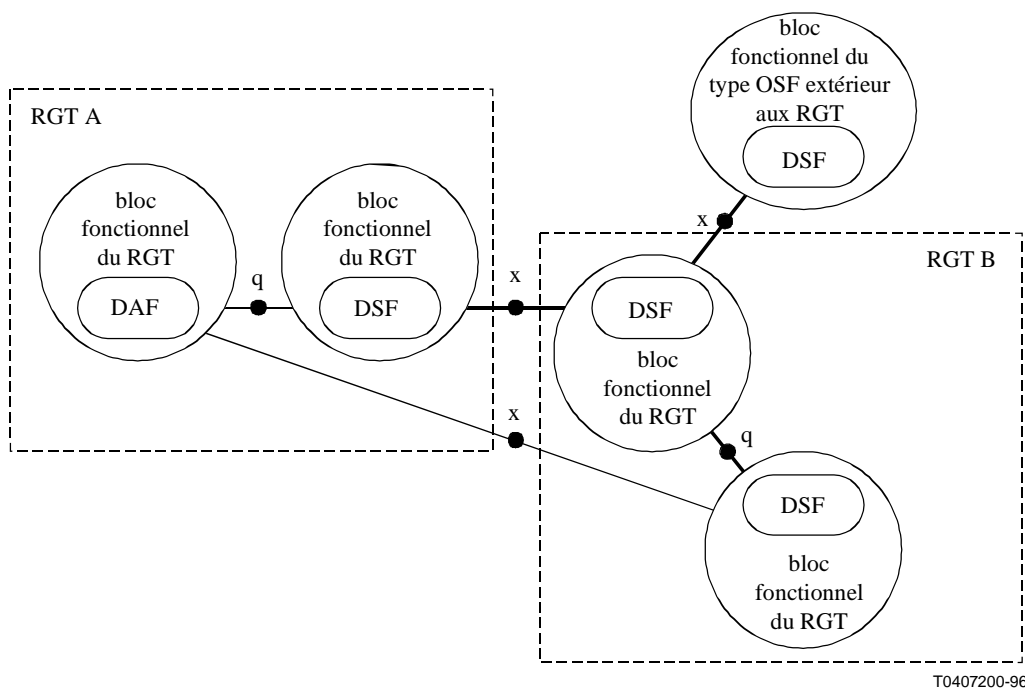 bloc
fonctionnel du
type OSF extérieur
aux RGT
DSF
x
RGT A
bloc
fonctionnel
du RGT
DAF
q
bloc
fonctionnel
du RGT
DSF
x
RGT B
DSF
bloc
fonctionnel
du RGT
x
q
DSF
bloc
fonctionnel
du RGT
T0407200-96